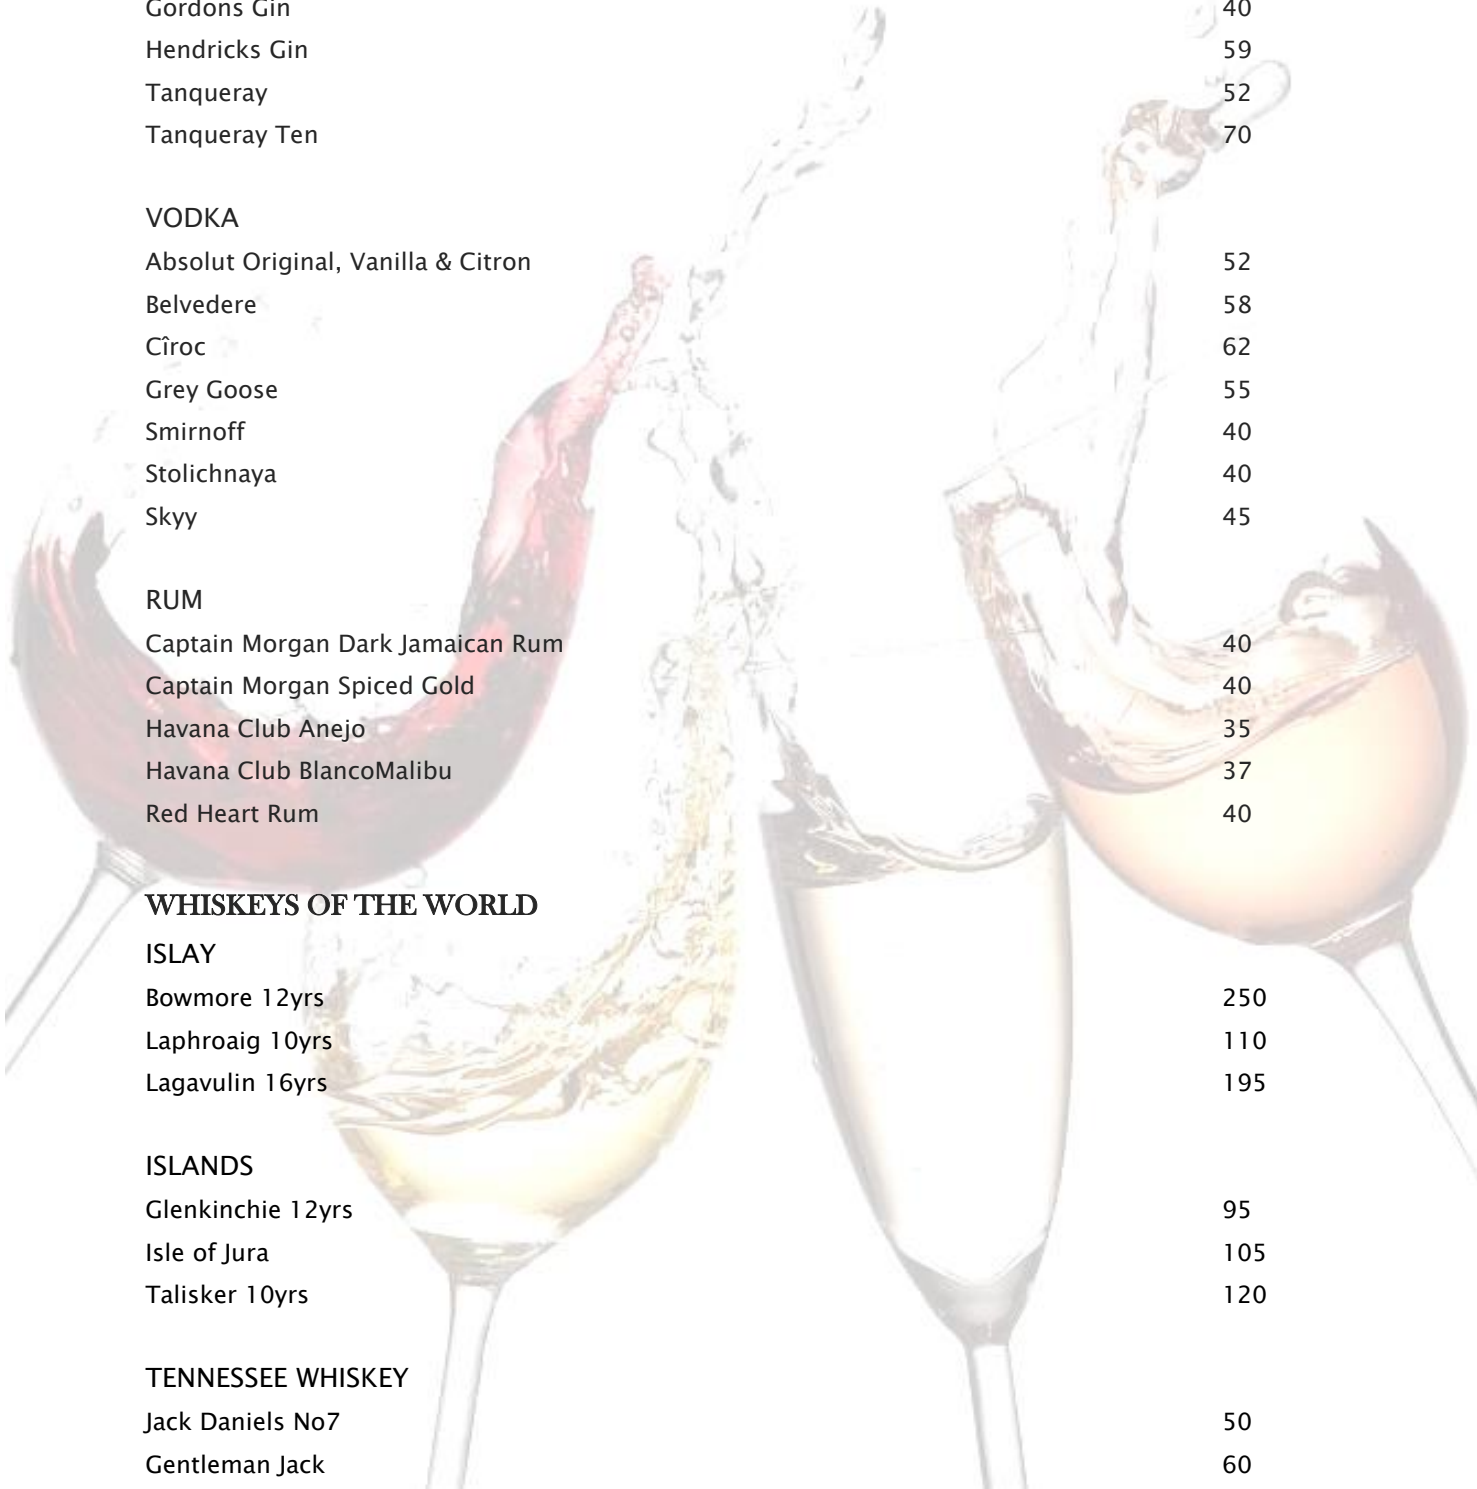 Gordons Gin 40
Hendricks Gin 59
Tanqueray 52
Tanqueray Ten 70
VODKA
Absolut Original, Vanilla & Citron 52
Belvedere 58
Cîroc 62
Grey Goose 55
Smirnoff 40
Stolichnaya 40
Skyy 45
RUM
Captain Morgan Dark Jamaican Rum 40
Captain Morgan Spiced Gold 40
Havana Club Anejo 35
Havana Club BlancoMalibu 37
Red Heart Rum 40
WHISKEYS OF THE WORLD
ISLAY
Bowmore 12yrs 250
Laphroaig 10yrs 110
Lagavulin 16yrs 195
ISLANDS
Glenkinchie 12yrs 95
Isle of Jura 105
Talisker 10yrs 120
TENNESSEE WHISKEY
Jack Daniels No7 50
Gentleman Jack 60